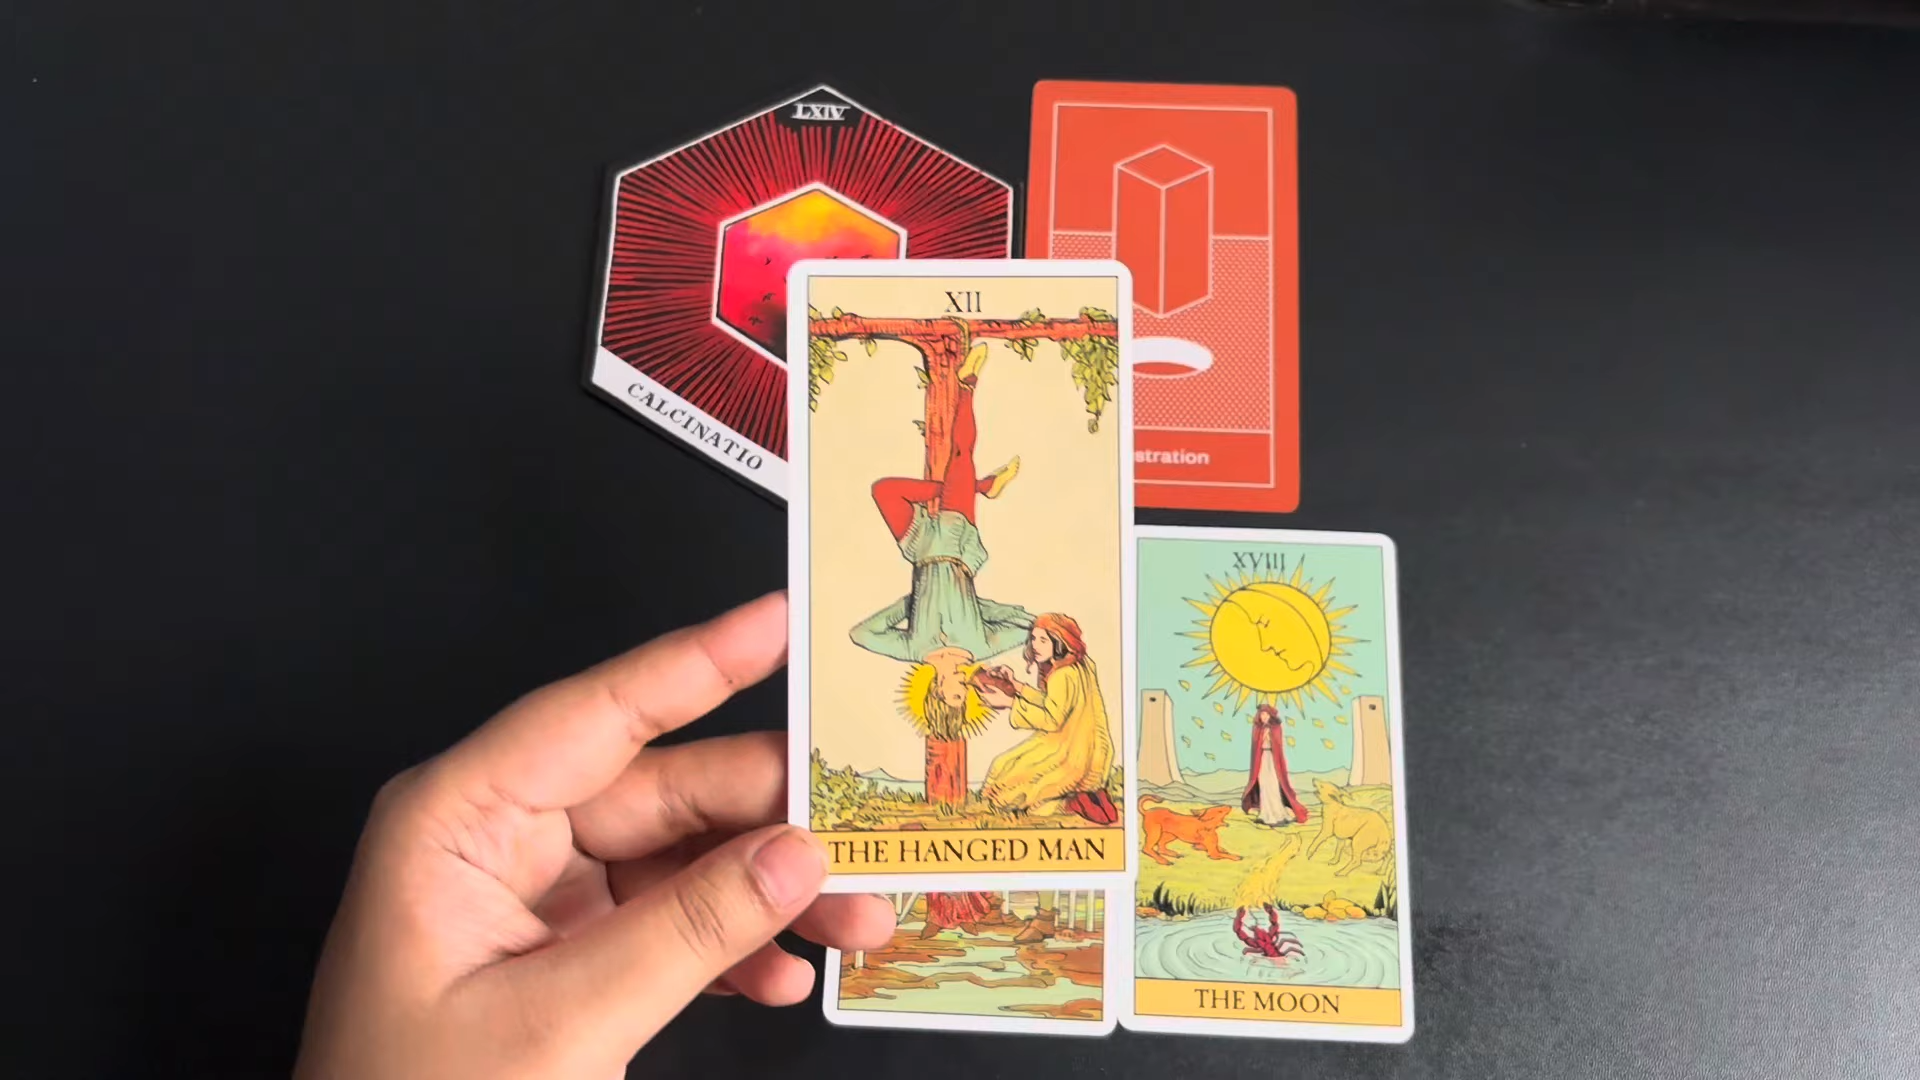 LXIV
CALCINATIO
stration
XII
THE HANGED MAN
XVIII
THE MOON